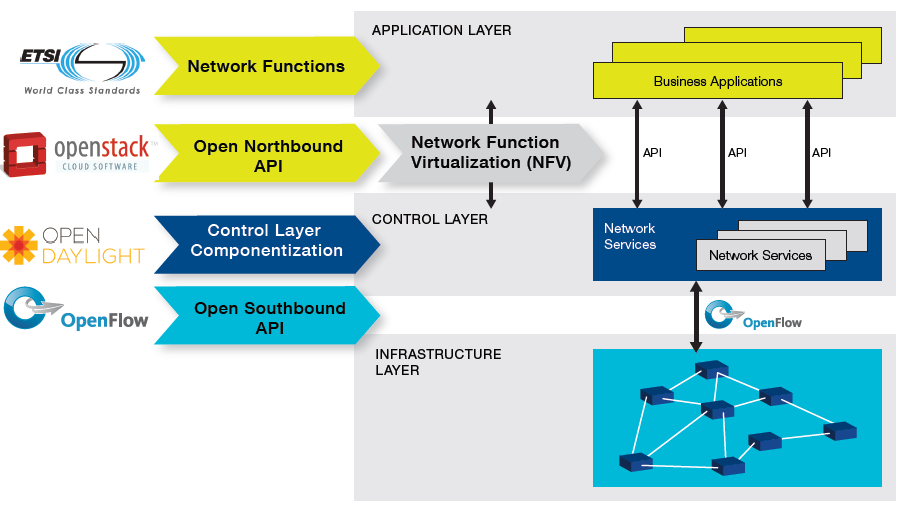 APPLICATION LAYER
ETSI
World Class Standards
Network Functions
Business Applications
openstack™
CLOUD SOFTWARE
Open Northbound
API
Network Function
Virtualization (NFV)
API
API
API
CONTROL LAYER
OPEN
DAYLIGHT
Control Layer
Componentization
Network
Services
Network Services
OpenFlow
Open Southbound
API
OpenFlow
INFRASTRUCTURE
LAYER